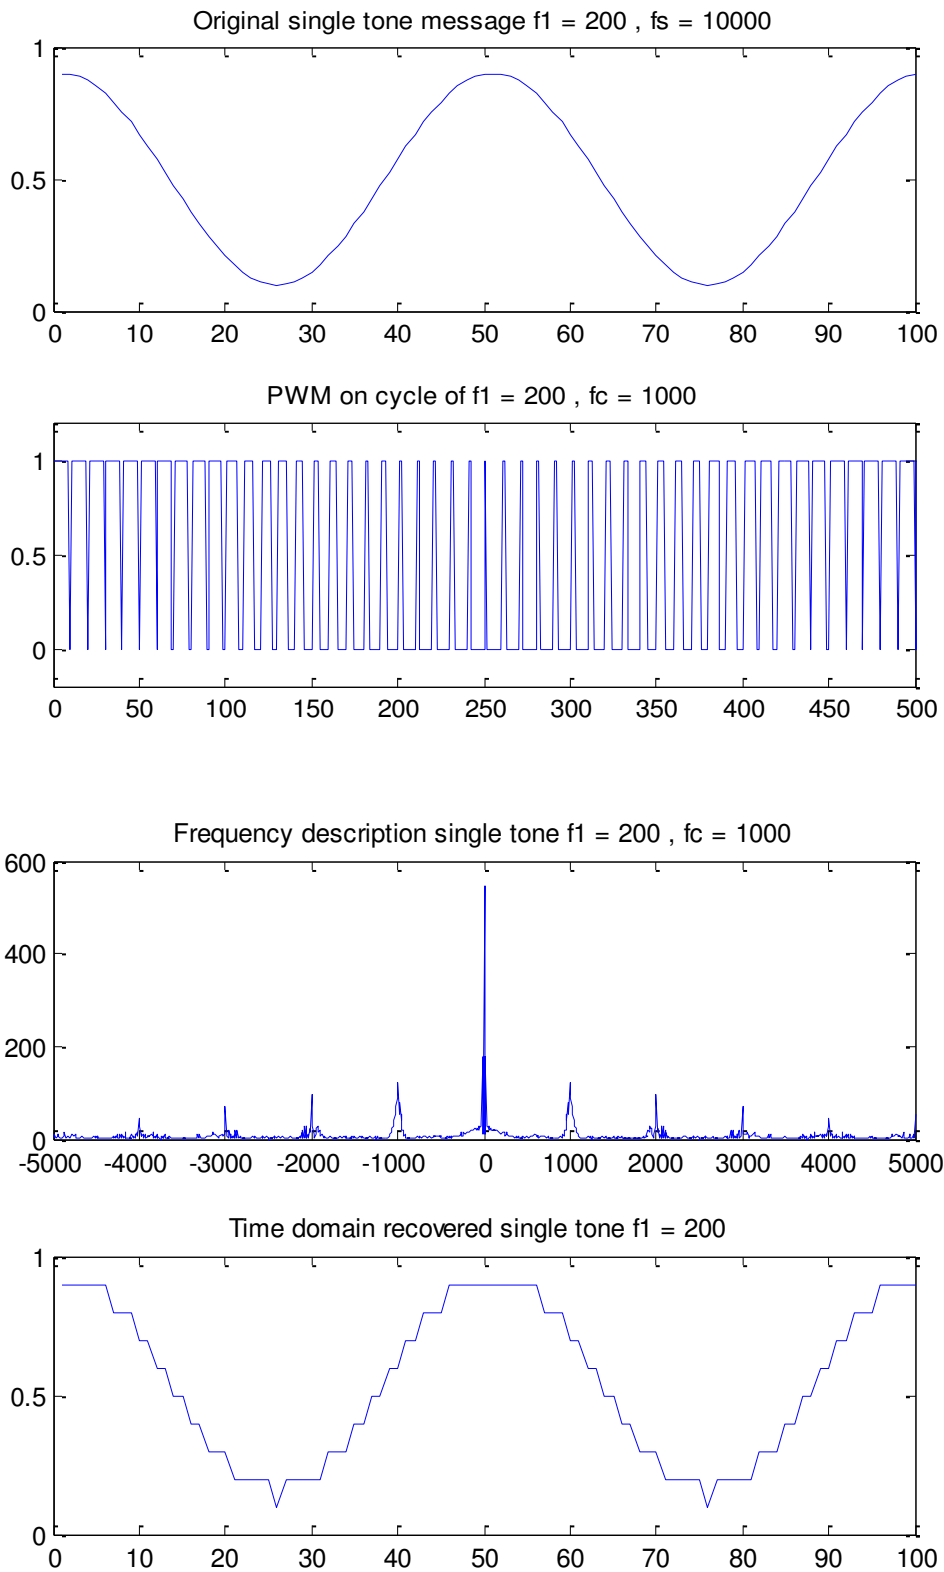 Original single tone message f1 = 200 , fs = 10000
1
0.5
0
0 10 20 30 40 50 60 70 80 90 100
PWM on cycle of f1 = 200 , fc = 1000
1
0.5
0
0 50 100 150 200 250 300 350 400 450 500
Frequency description single tone f1 = 200 , fc = 1000
600
400
200
0
-5000 -4000 -3000 -2000 -1000 0 1000 2000 3000 4000 5000
Time domain recovered single tone f1 = 200
1
0.5
0
0 10 20 30 40 50 60 70 80 90 100